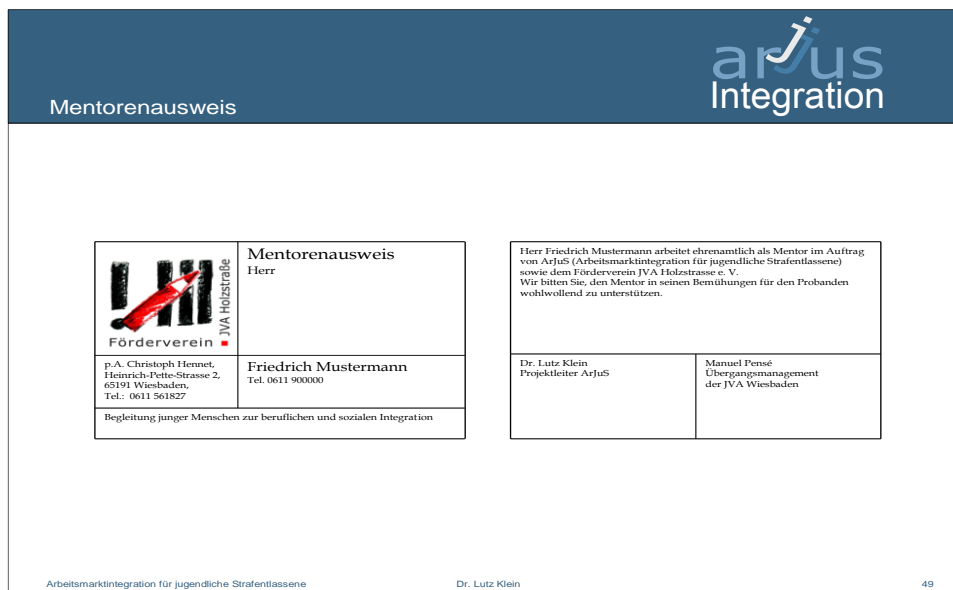 arjus
Integration
Mentorenausweis
JVA Holzstraße
Förderverein
Mentorenausweis
Herr
p.A. Christoph Hennet,
Heinrich-Pette-Strasse 2,
65191 Wiesbaden,
Tel.: 0611 561827
Friedrich Mustermann
Tel. 0611 900000
Begleitung junger Menschen zur beruflichen und sozialen Integration
Herr Friedrich Mustermann arbeitet ehrenamtlich als Mentor im Auftrag
von ArJuS (Arbeitsmarktintegration für jugendliche Strafentlassene)
sowie dem Förderverein JVA Holzstrasse e. V.
Wir bitten Sie, den Mentor in seinen Bemühungen für den Probanden
wohlwollend zu unterstützen.
Dr. Lutz Klein
Projektleiter ArJuS
Manuel Pensé
Übergangsmanagement
der JVA Wiesbaden
Arbeitsmarktintegration für jugendliche Strafentlassene
Dr. Lutz Klein
49